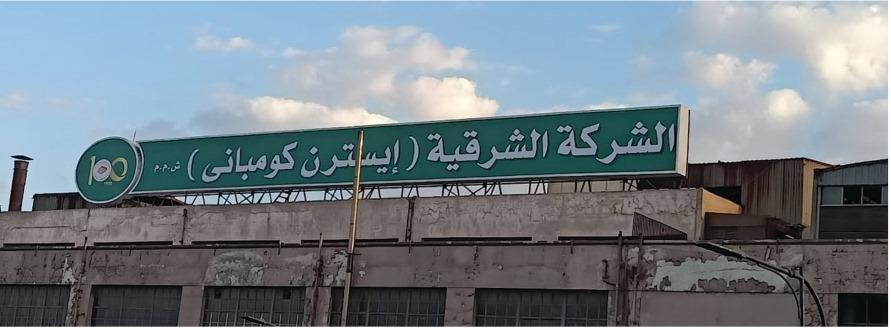 الشركة الشرقية ( إيسترن كومبانى ) ش.م.م
100